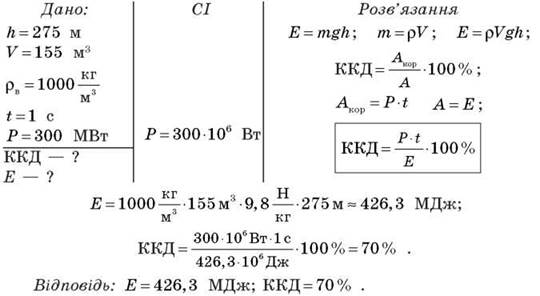 Дано: СІ Розв'язання
h = 275 м E = mgh; m = ρV; E = ρVgh;
V = 155 м³ ККД = Aкор/A · 100 % ;
ρв = 1000 кг/м³ Aкор = P · t A = E ;
t = 1 с
P = 300 МВт P = 300 · 10⁶ Вт ККД = P · t/E · 100 %
ККД — ?
E — ?
E = 1000 кг/м³ · 155 м³ · 9,8 Н/кг · 275 м ≈ 426,3 МДж;
ККД = 300 · 10⁶ Вт · 1 с/426,3 · 10⁶ Дж · 100 % = 70 % .
Відповідь: E = 426,3 МДж; ККД = 70 % .